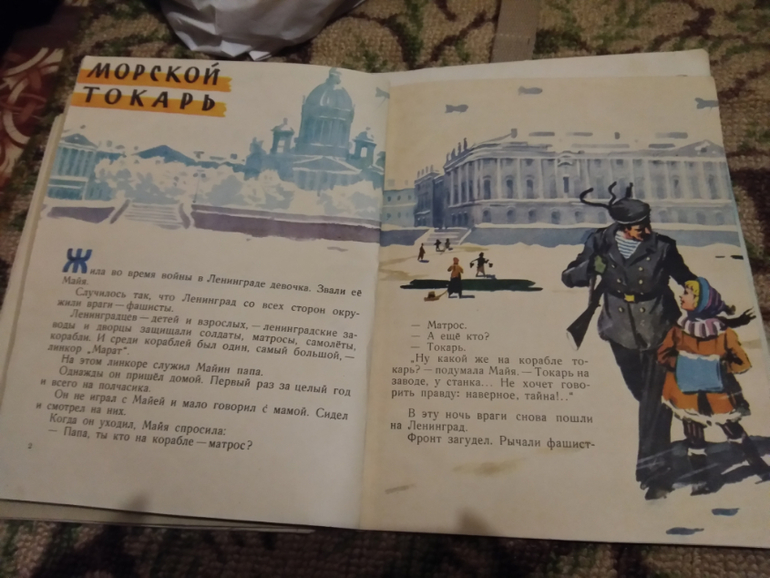 МОРСКОЙ
ТОКАРЬ
Жила во время войны в Ленинграде девочка. Звали её
Майя.
Случилось так, что Ленинград со всех сторон окру-
жили враги — фашисты.
Ленинградцев — детей и взрослых, — ленинградские за-
воды и дворцы защищали солдаты, матросы, самолёты,
корабли. И среди кораблей был один, самый большой, —
линкор „Марат“.
На этом линкоре служил Майин папа.
Однажды он пришёл домой. Первый раз за целый год
и всего на полчасика.
Он не играл с Майей и мало говорил с мамой. Сидел
и смотрел на них.
Когда он уходил, Майя спросила:
— Папа, ты кто на корабле — матрос?
2
— Матрос.
— А ещё кто?
— Токарь.
„Ну какой же на корабле то-
карь? — подумала Майя. — Токарь на
заводе, у станка... Не хочет гово-
рить правду: наверное, тайна!..“
В эту ночь враги снова пошли
на Ленинград.
Фронт загудел. Рычали фашист-